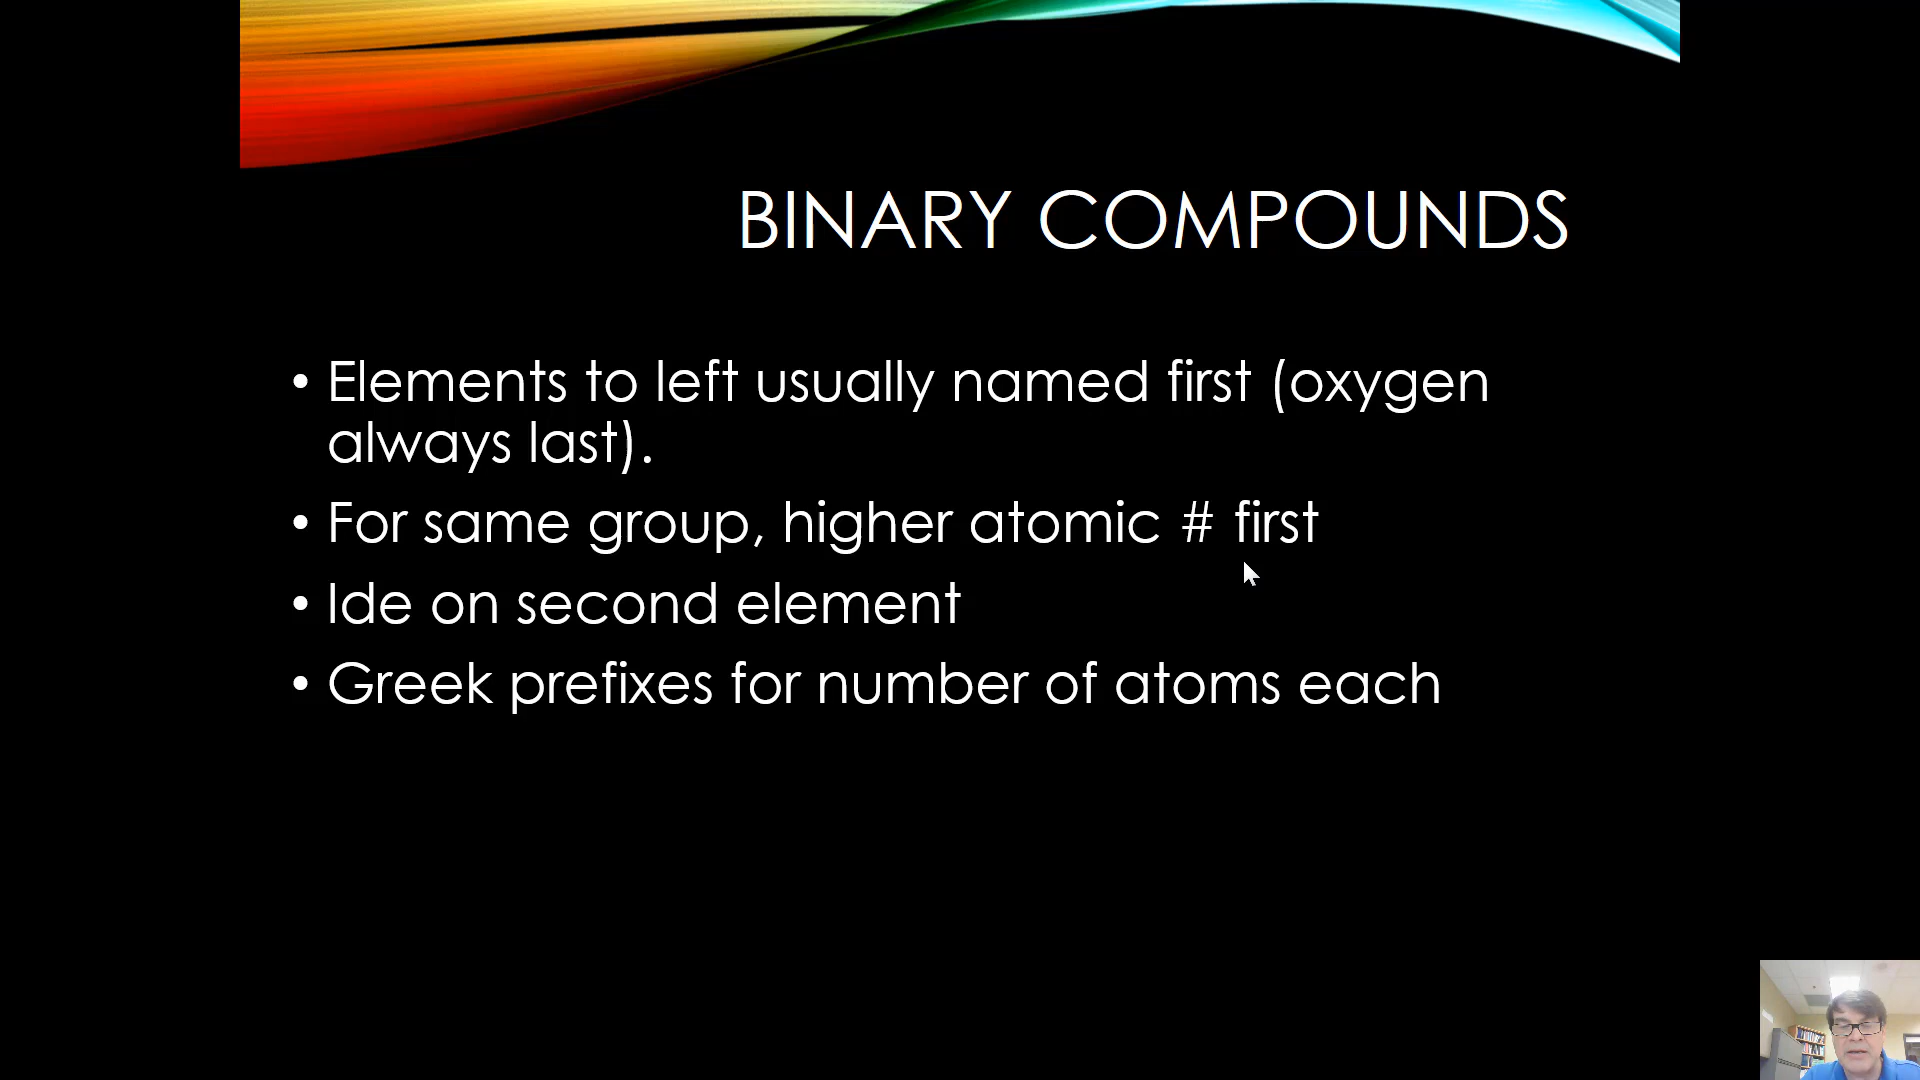 BINARY COMPOUNDS
• Elements to left usually named first (oxygen
always last).
• For same group, higher atomic # first
• Ide on second element
• Greek prefixes for number of atoms each